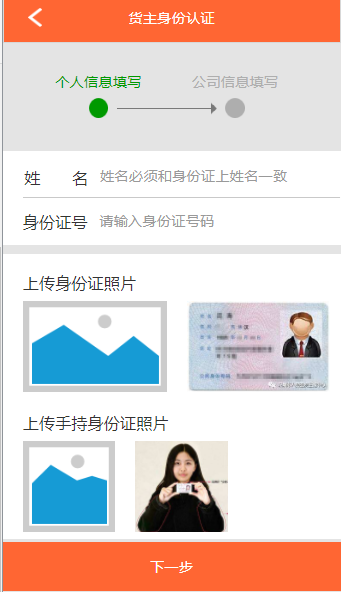 货主身份认证
个人信息填写 公司信息填写
姓 名 姓名必须和身份证上姓名一致
身份证号 请输入身份证号码
上传身份证照片
上传手持身份证照片
下一步